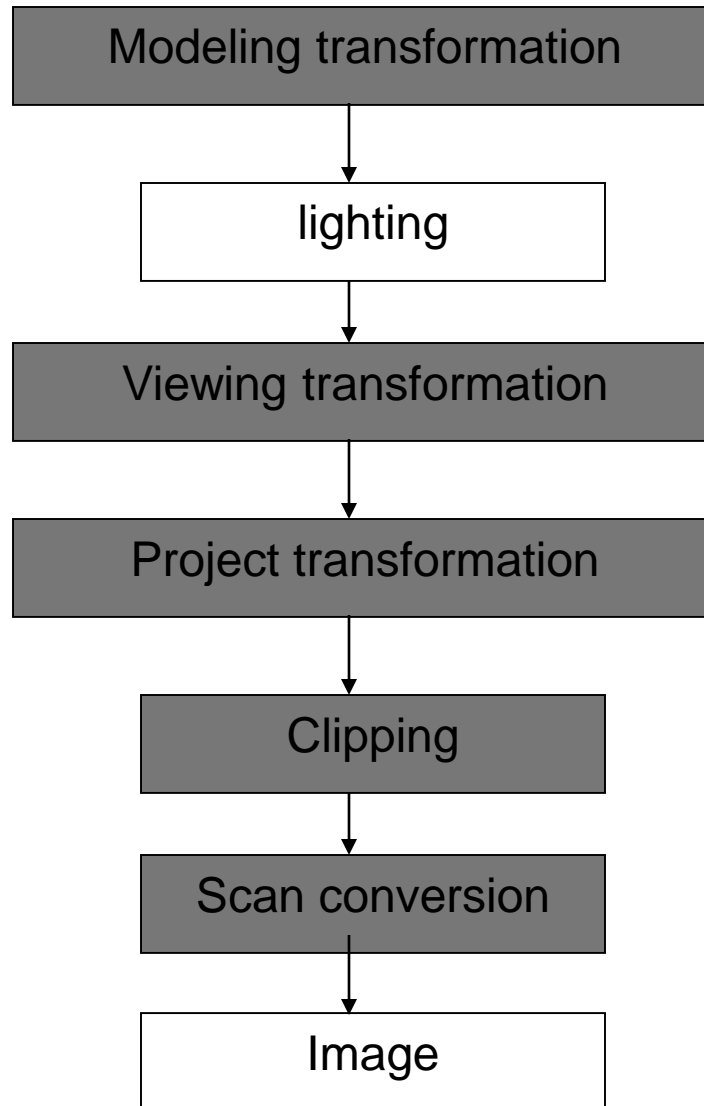 Modeling transformation
lighting
Viewing transformation
Project transformation
Clipping
Scan conversion
Image